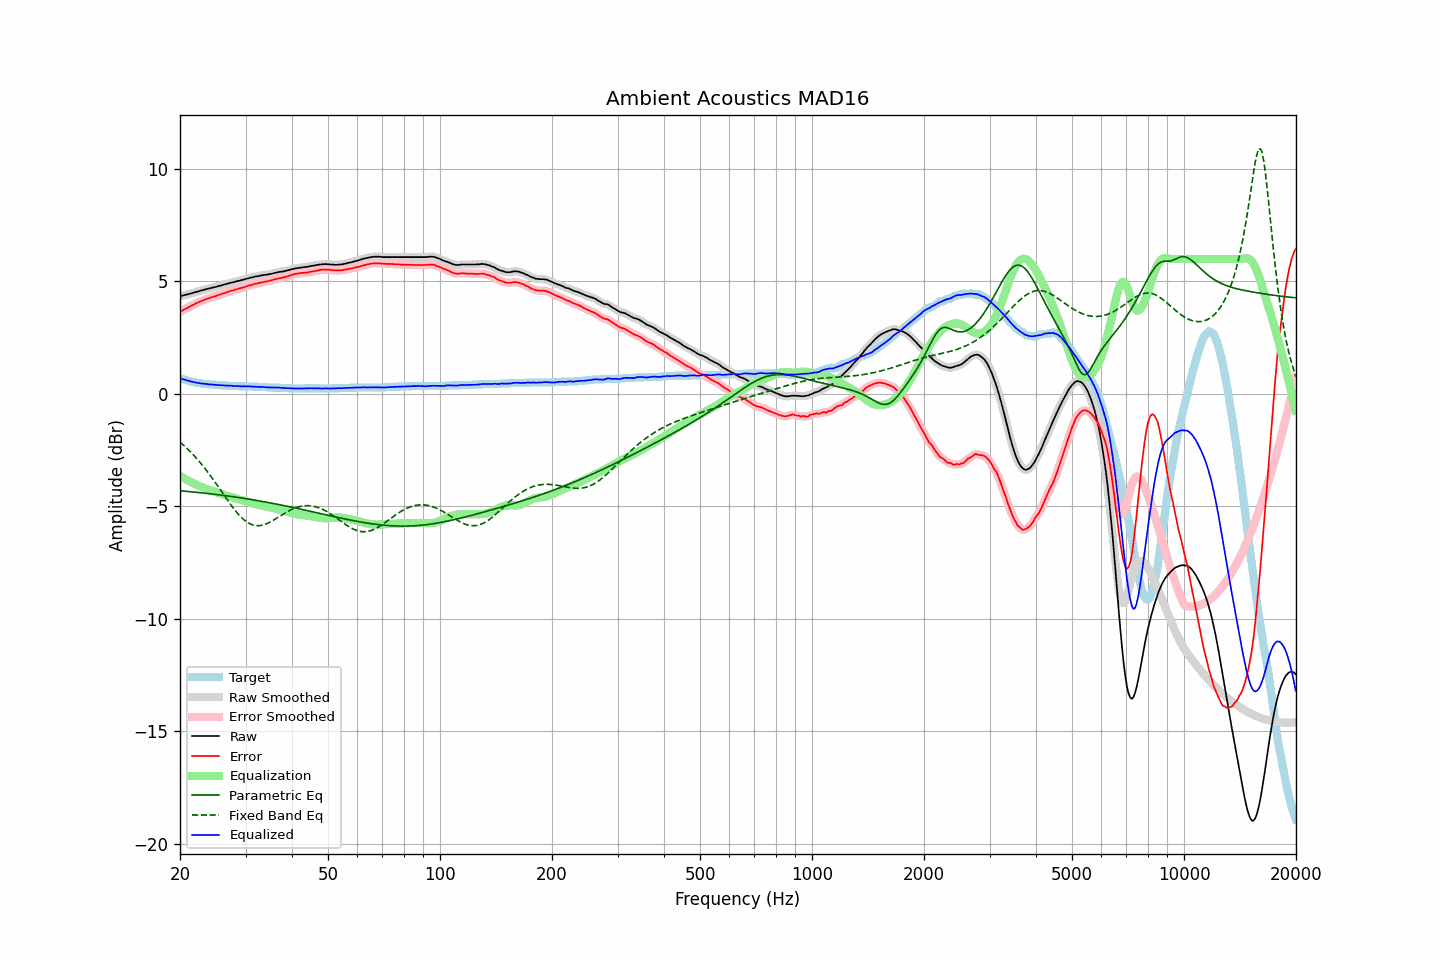 Ambient Acoustics MAD16
10
5
0
−5
−10
−15
−20
Amplitude (dBr)
Target
Raw Smoothed
Error Smoothed
Raw
Error
Equalization
Parametric Eq
Fixed Band Eq
Equalized
20 50 100 200 500 1000 2000 5000 10000 20000
Frequency (Hz)